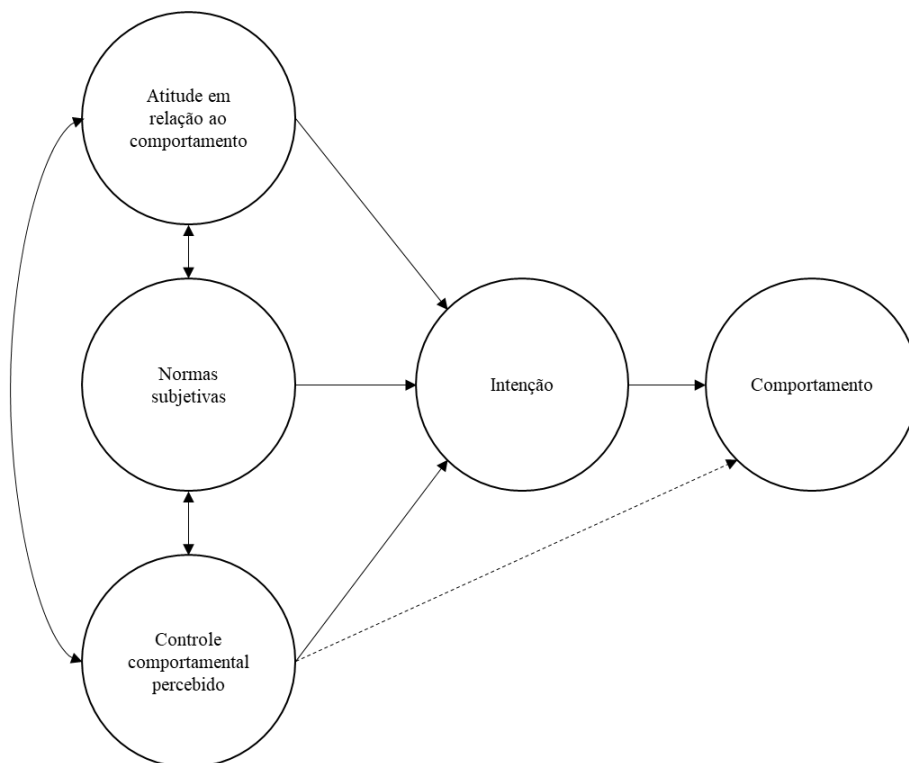 Atitude em
relação ao
comportamento
Normas
subjetivas
Intenção
Comportamento
Controle
comportamental
percebido